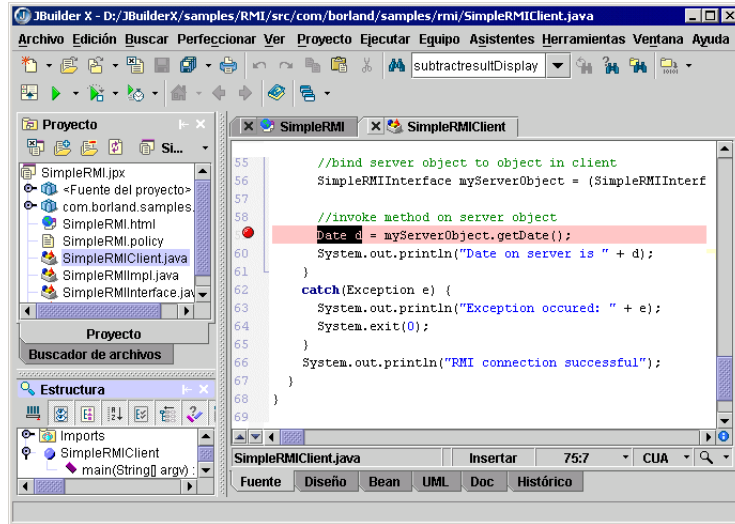 JBuilder X - D:/JBuilderX/samples/RMI/src/com/borland/samples/rmi/SimpleRMIClient.java
Archivo Edición Buscar Perfeccionar Ver Proyecto Ejecutar Equipo Asistentes Herramientas Ventana Ayuda
subtractresultDisplay
Proyecto
Si...
SimpleRMI.jpx
<Fuente del proyecto>
com.borland.samples.
SimpleRMI.html
SimpleRMI.policy
SimpleRMIClient.java
SimpleRMIImpl.java
SimpleRMIInterface.jav
Proyecto
Buscador de archivos
Estructura
Imports
SimpleRMIClient
main(String[] argv) :
SimpleRMI SimpleRMIClient
55 //bind server object to object in client
56 SimpleRMIInterface myServerObject = (SimpleRMIInterf
57
58 //invoke method on server object
Date d = myServerObject.getDate();
60 System.out.println("Date on server is " + d);
61 }
62 catch(Exception e) {
63 System.out.println("Exception occured: " + e);
64 System.exit(0);
65 }
66 System.out.println("RMI connection successful");
67 }
68 }
69
SimpleRMIClient.java Insertar 75:7 CUA
Fuente Diseño Bean UML Doc Histórico